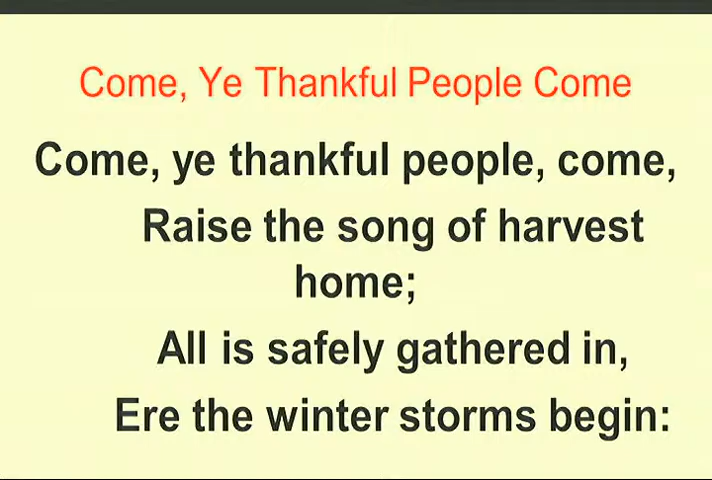 Come, Ye Thankful People Come
Come, ye thankful people, come,
Raise the song of harvest
home;
All is safely gathered in,
Ere the winter storms begin: